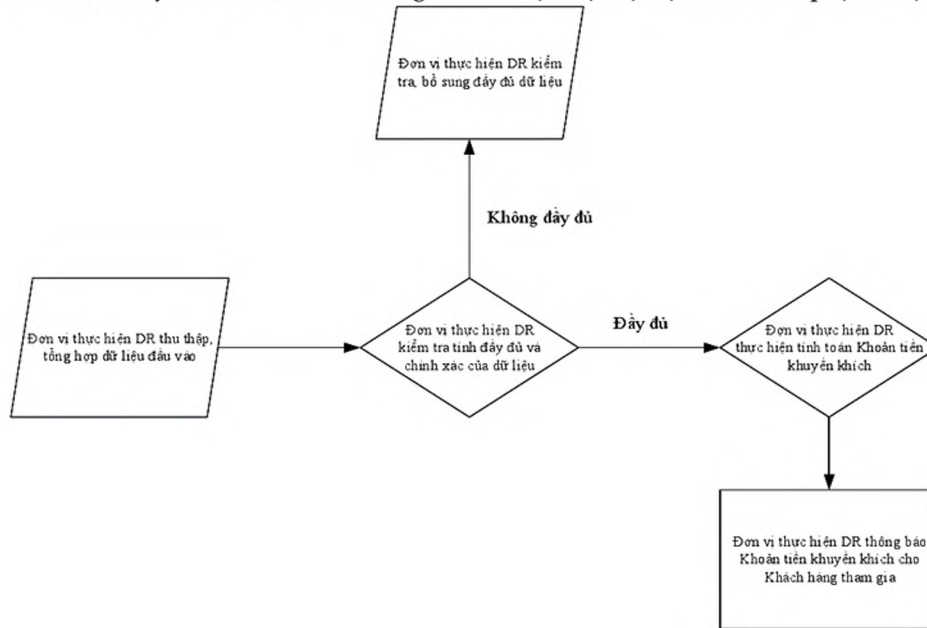 Đơn vị thực hiện DR kiểm
tra, bổ sung đầy đủ dữ liệu
Không đầy đủ
Đơn vị thực hiện DR thu thập,
tổng hợp dữ liệu đầu vào
Đơn vị thực hiện DR
kiểm tra tính đầy đủ và
chính xác của dữ liệu
Đầy đủ
Đơn vị thực hiện DR
thực hiện tính toán Khoản tiền
khuyến khích
Đơn vị thực hiện DR thông báo
Khoản tiền khuyến khích cho
Khách hàng tham gia